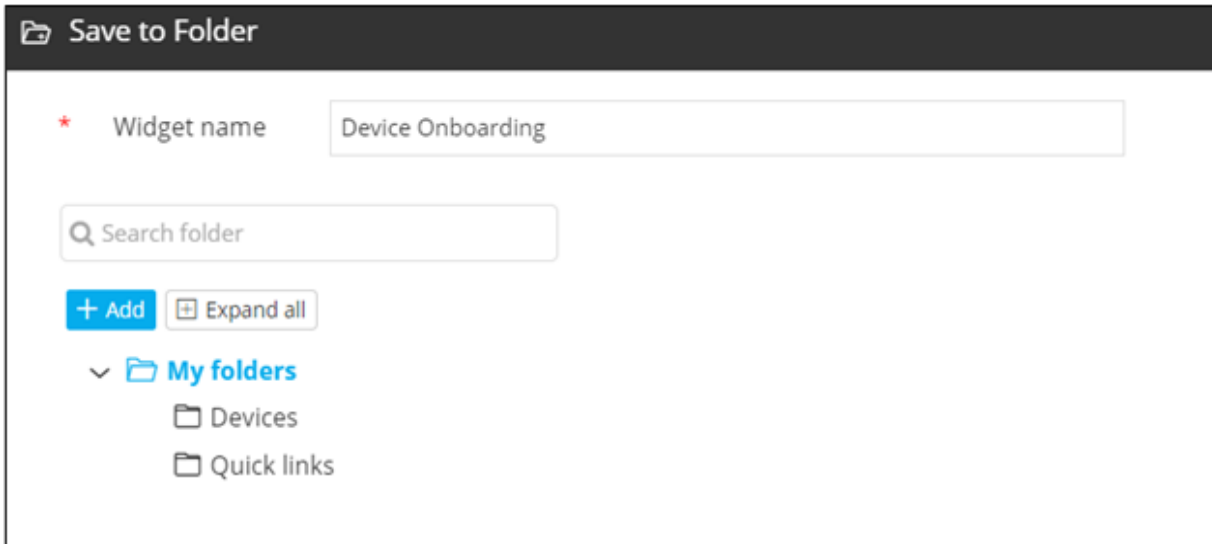 Save to Folder
* Widget name Device Onboarding
Search folder
+ Add Expand all
My folders
Devices
Quick links